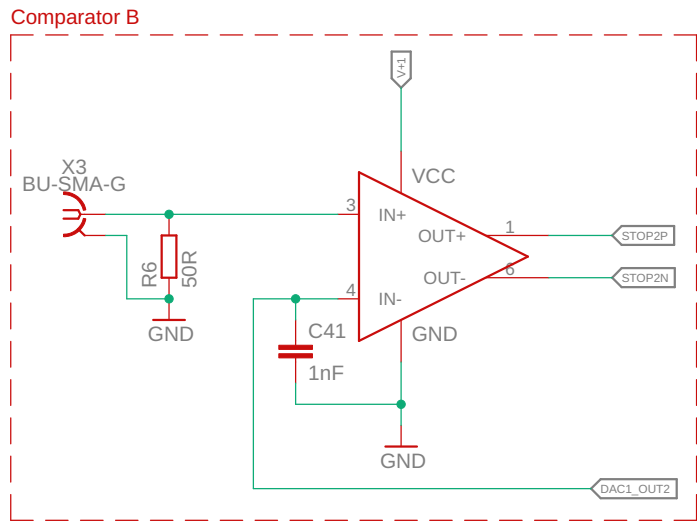 Comparator B
V+1
X3
BU-SMA-G
VCC
3
IN+
1
OUT+
STOP2P
R6
50R
OUT-
6
STOP2N
4
IN-
GND
C41
GND
1nF
GND
DAC1_OUT2